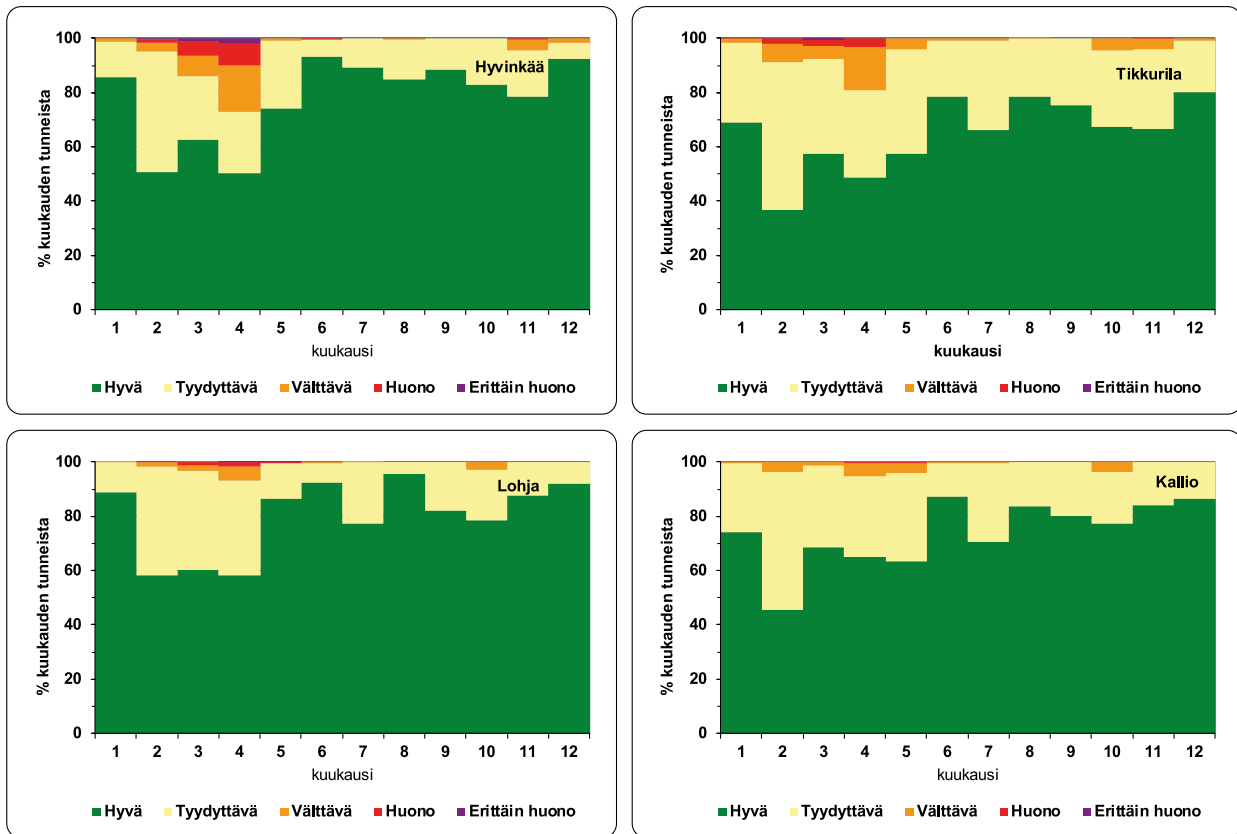 100
80
60
40
20
0
% kuukauden tunneista
Hyvinkää
1 2 3 4 5 6 7 8 9 10 11 12
kuukausi
Hyvä Tyydyttävä Välttävä Huono Erittäin huono
100
80
60
40
20
0
% kuukauden tunneista
Tikkurila
1 2 3 4 5 6 7 8 9 10 11 12
kuukausi
Hyvä Tyydyttävä Välttävä Huono Erittäin huono
100
80
60
40
20
0
% kuukauden tunneista
Lohja
1 2 3 4 5 6 7 8 9 10 11 12
kuukausi
Hyvä Tyydyttävä Välttävä Huono Erittäin huono
100
80
60
40
20
0
% kuukauden tunneista
Kallio
1 2 3 4 5 6 7 8 9 10 11 12
kuukausi
Hyvä Tyydyttävä Välttävä Huono Erittäin huono